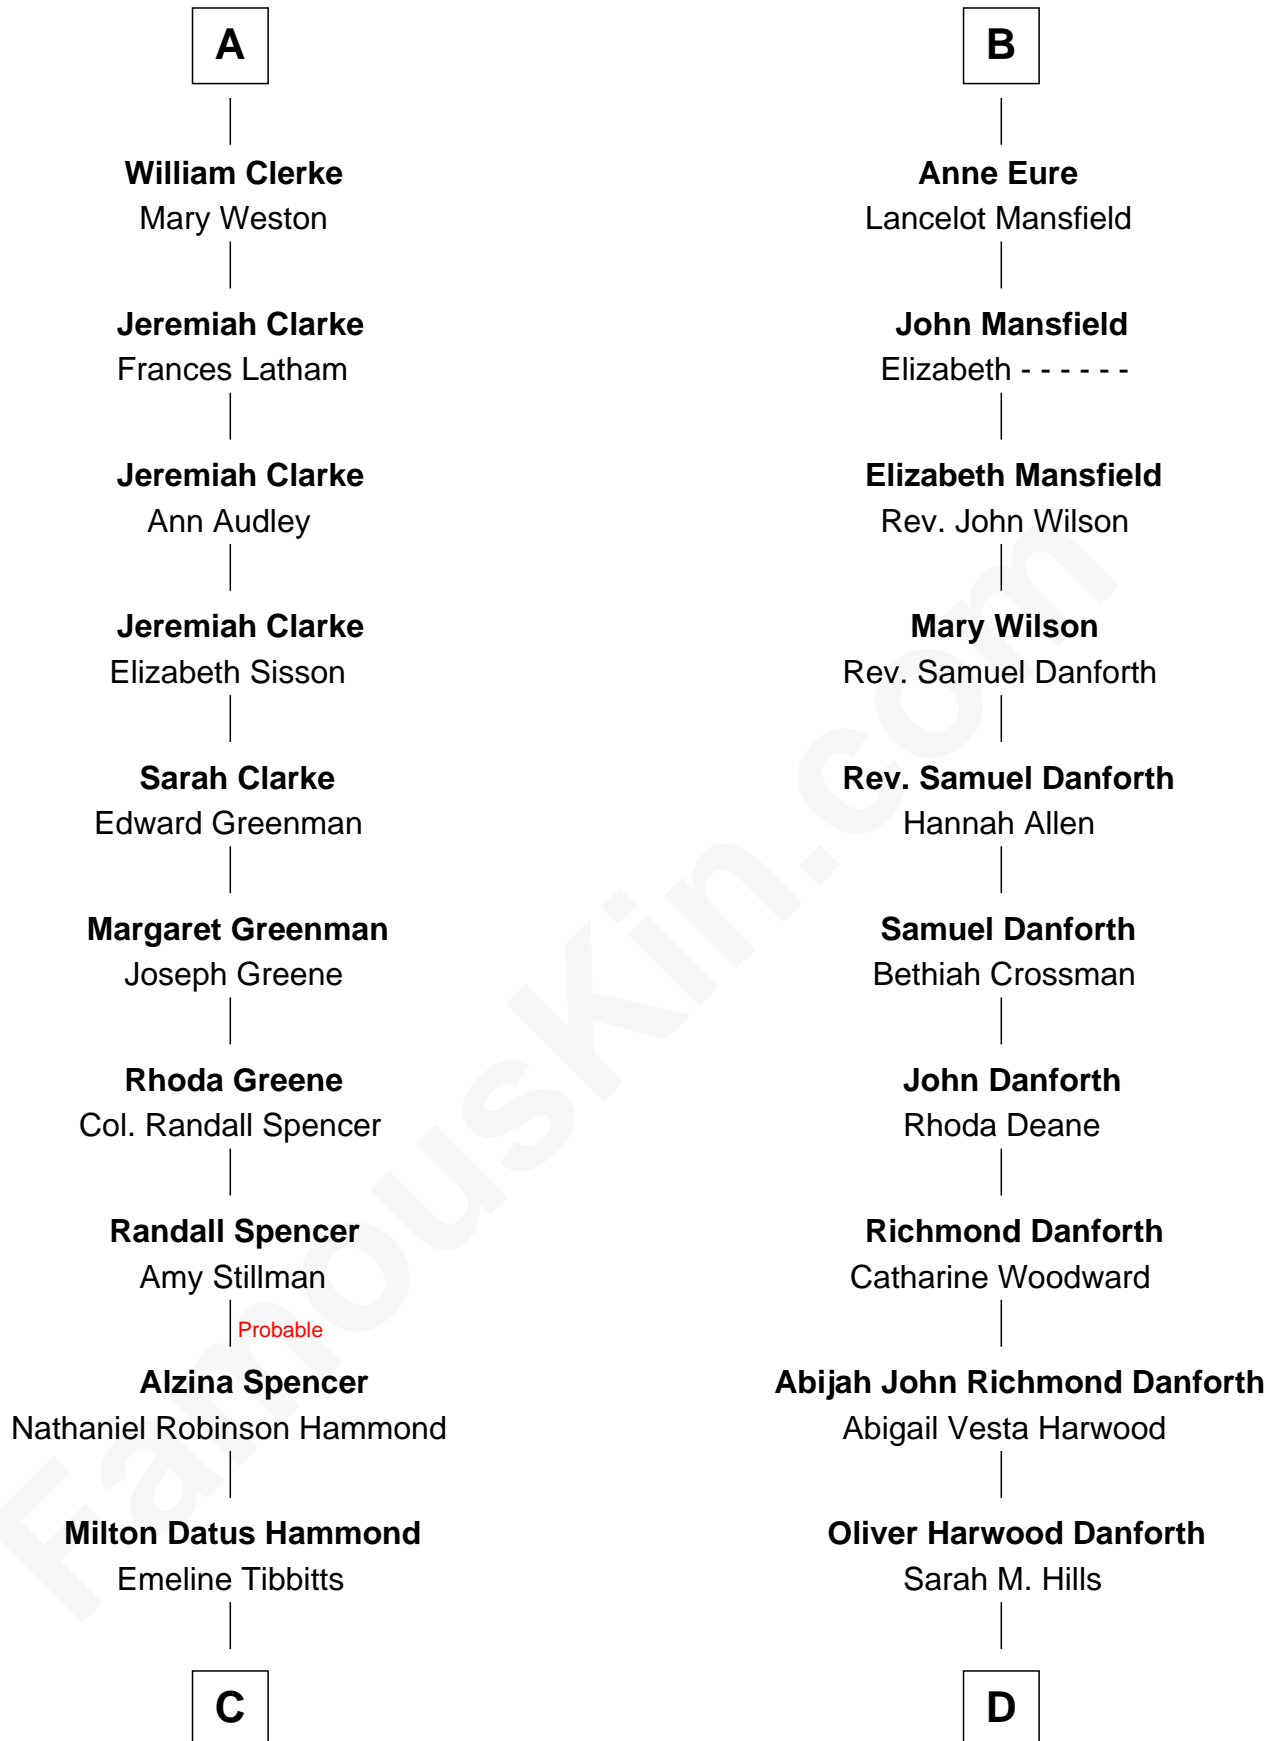 A
William Clerke
Mary Weston
Jeremiah Clarke
Frances Latham
Jeremiah Clarke
Ann Audley
Jeremiah Clarke
Elizabeth Sisson
Sarah Clarke
Edward Greenman
Margaret Greenman
Joseph Greene
Rhoda Greene
Col. Randall Spencer
Randall Spencer
Amy Stillman
Probable
Alzina Spencer
Nathaniel Robinson Hammond
Milton Datus Hammond
Emeline Tibbitts
C
B
Anne Eure
Lancelot Mansfield
John Mansfield
Elizabeth - - - - - -
Elizabeth Mansfield
Rev. John Wilson
Mary Wilson
Rev. Samuel Danforth
Rev. Samuel Danforth
Hannah Allen
Samuel Danforth
Bethiah Crossman
John Danforth
Rhoda Deane
Richmond Danforth
Catharine Woodward
Abijah John Richmond Danforth
Abigail Vesta Harwood
Oliver Harwood Danforth
Sarah M. Hills
D
FamousKin.com